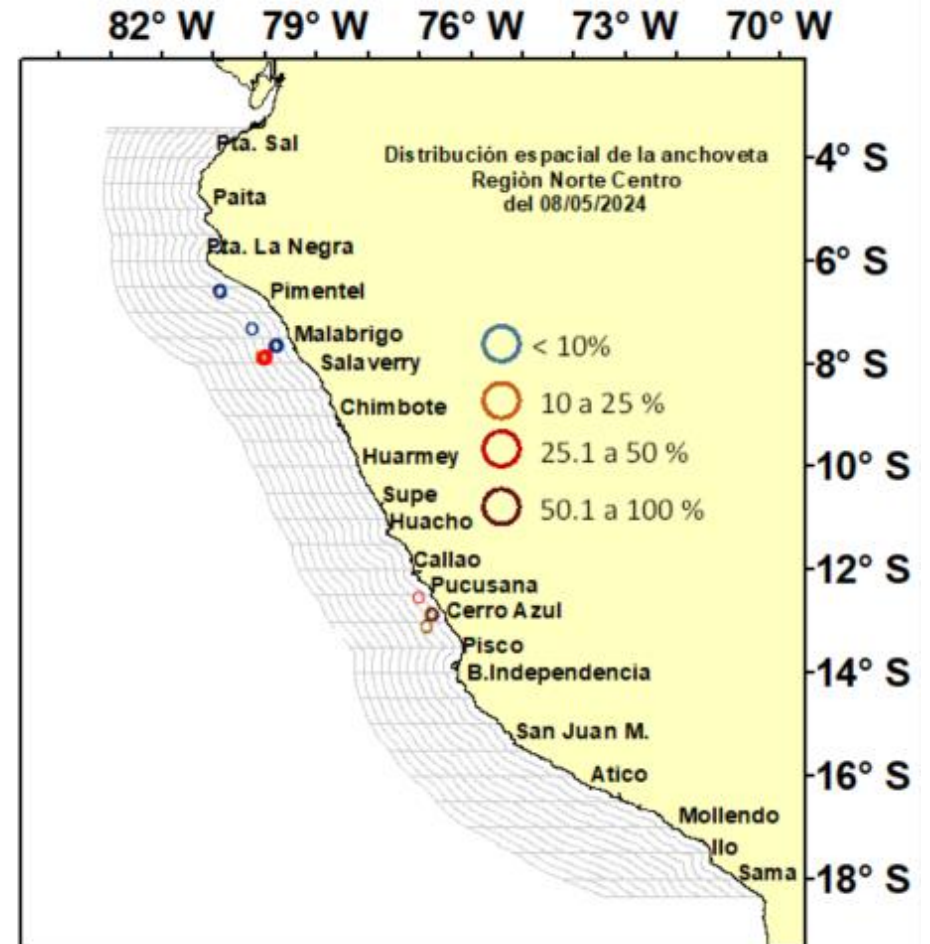 82° W 79° W 76° W 73° W 70° W
Pta. Sal
Distribución espacial de la anchoveta
Regiòn Norte Centro
del 08/05/2024
4° S
Paita
Pta. La Negra
6° S
Pimentel
Malabrigo
< 10%
Salaverry
8° S
Chimbote
10 a 25 %
Huarmey
25.1 a 50 %
10° S
Supe
50.1 a 100 %
Huacho
Callao
12° S
Pucusana
Cerro Azul
Pisco
B.Independencia
14° S
San Juan M.
Atico
16° S
Mollendo
Ilo
Sama
18° S